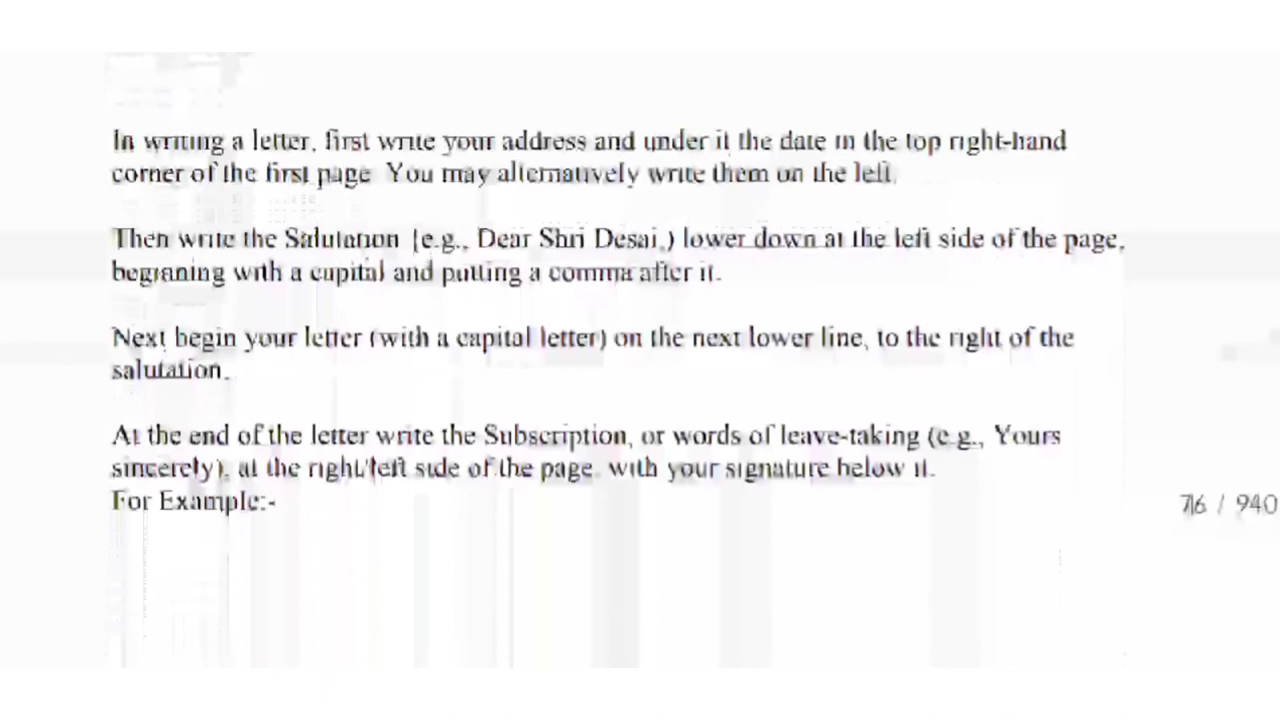 In writing a letter, first write your address and under it the date in the top right-hand
corner of the first page. You may alternatively write them on the left.
Then write the Salutation (e.g., Dear Shri Desai,) lower down at the left side of the page,
beginning with a capital and putting a comma after it.
Next begin your letter (with a capital letter) on the next lower line, to the right of the
salutation.
At the end of the letter write the Subscription, or words of leave-taking (e.g., Yours
sincerely), at the right/left side of the page, with your signature below it.
For Example:-
/ 940